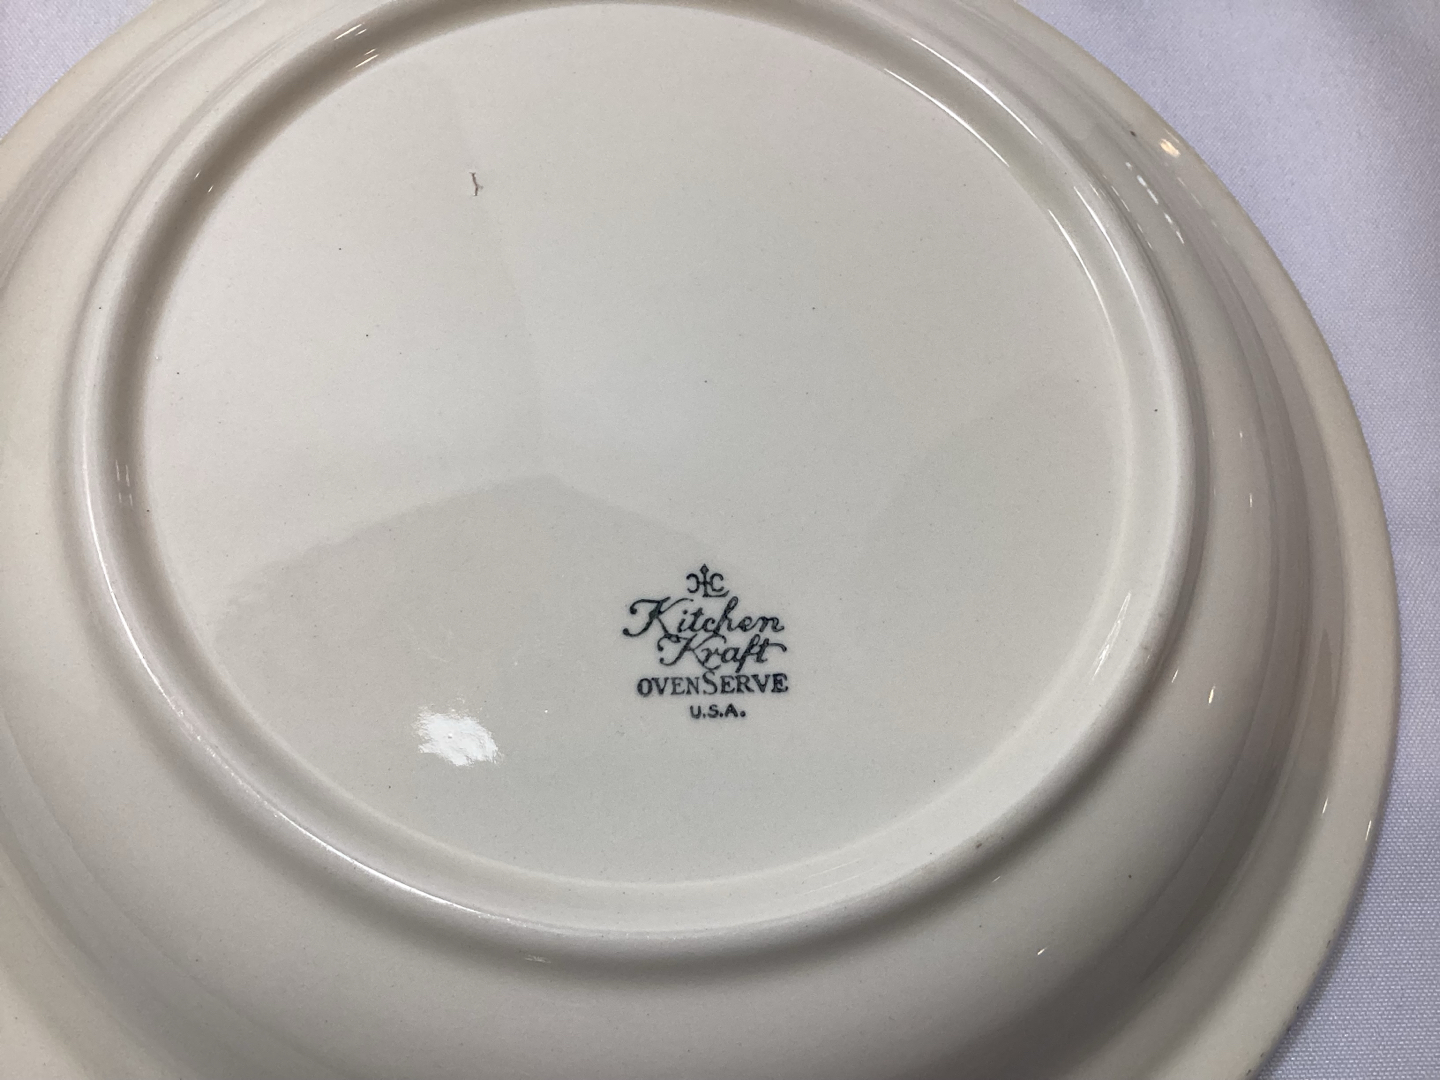 HLC
Kitchen
Kraft
OVENSERVE
U.S.A.